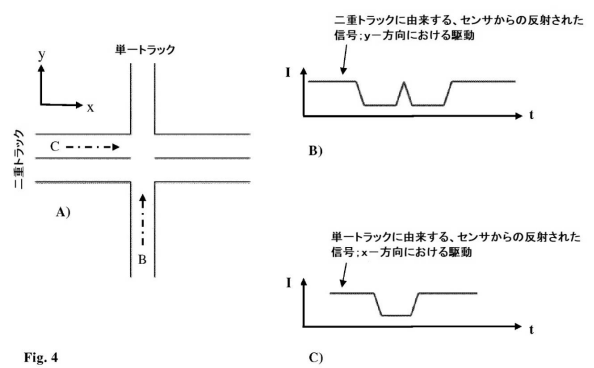 単一トラック
y
x
二重トラック
C
A)
B
二重トラックに由来する、センサからの反射された
信号;y-方向における駆動
I
t
B)
単一トラックに由来する、センサからの反射された
信号;x-方向における駆動
I
t
C)
Fig. 4